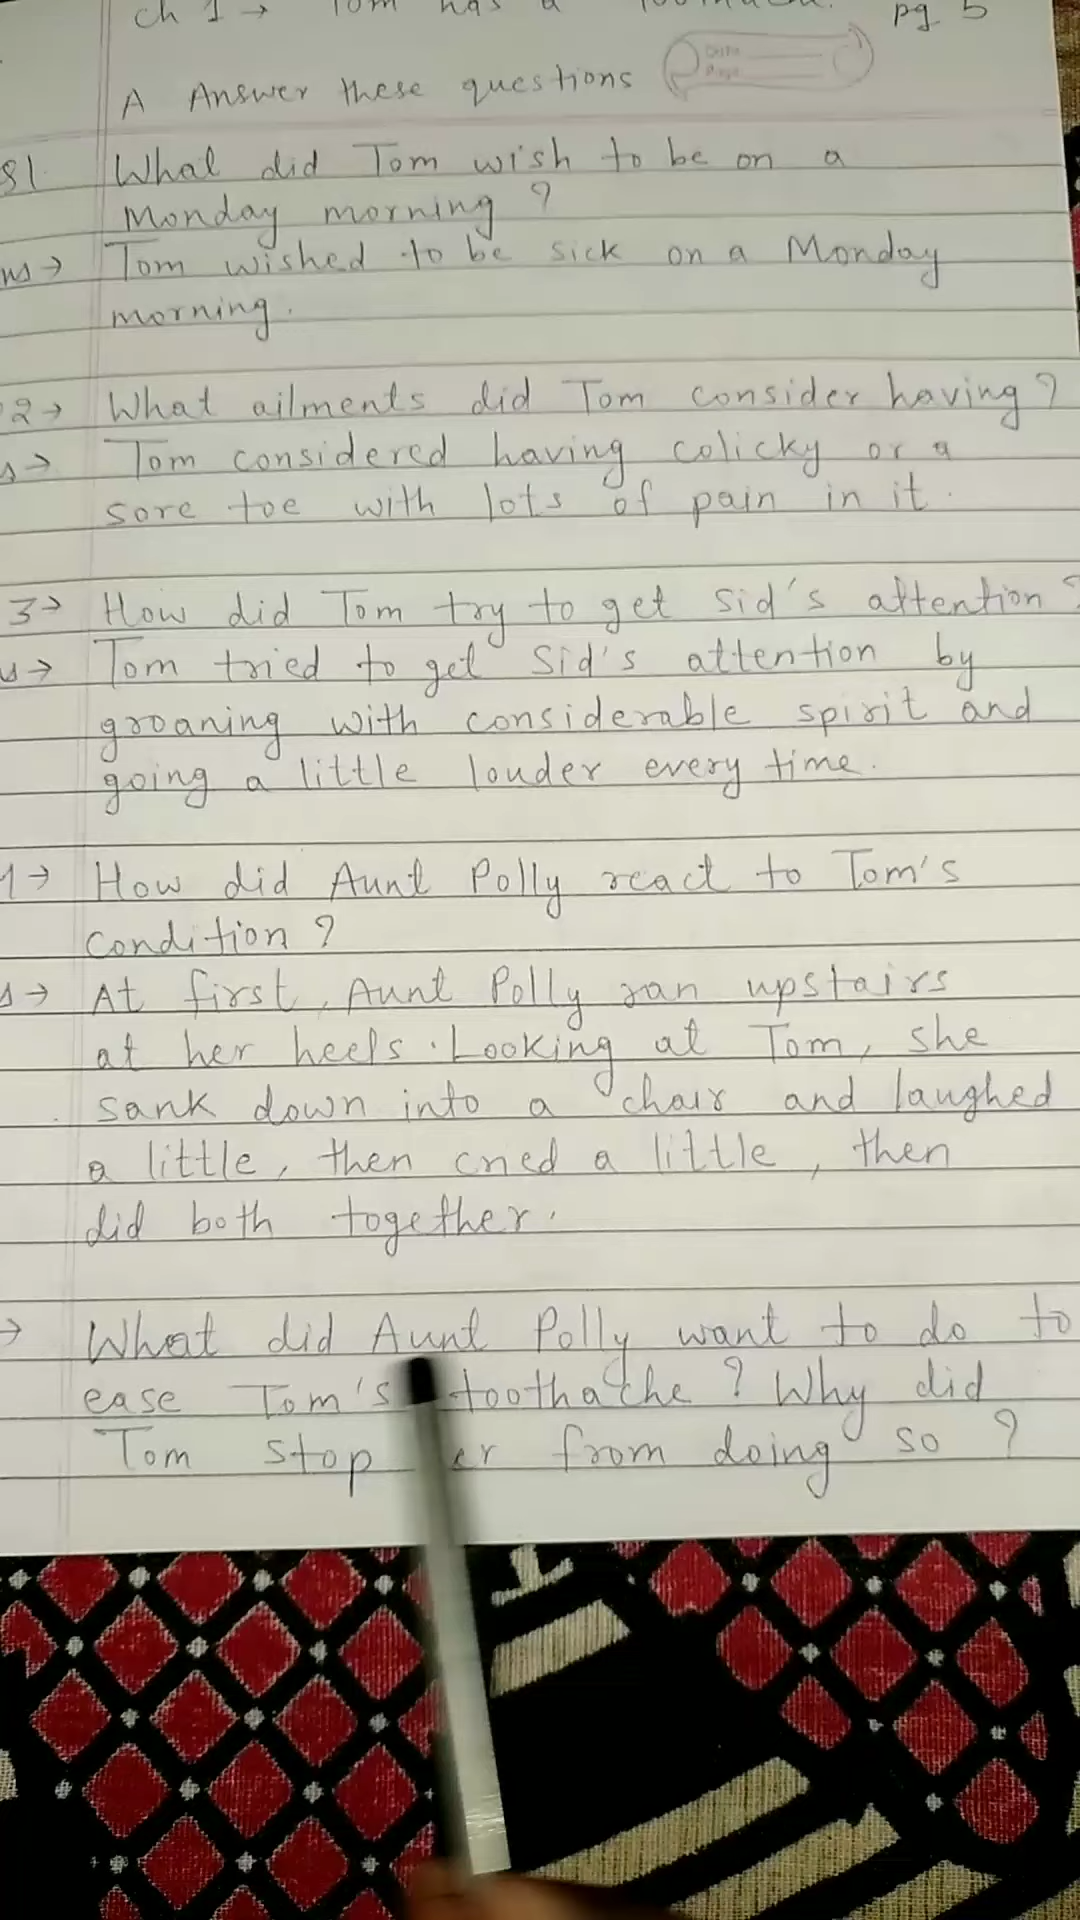 ch 1 → Tom has a toothache. pg 5
A Answer these questions
Date
Page
What did Tom wish to be on a
Monday morning ?
Tom wished to be sick on a Monday
morning.
2→ What ailments did Tom consider having ?
Tom considered having colicky or a
sore toe with lots of pain in it.
3→ How did Tom try to get Sid's attention ?
Tom tried to get Sid's attention by
groaning with considerable spirit and
going a little louder every time.
How did Aunt Polly react to Tom's
condition ?
At first, Aunt Polly ran upstairs
at her heels. Looking at Tom, she
sank down into a chair and laughed
a little, then cried a little, then
did both together.
→ What did Aunt Polly want to do to
ease Tom's toothache ? Why did
Tom stop er from doing so ?